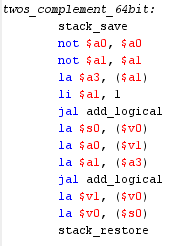 twos_complement_64bit:
stack_save
not $a0, $a0
not $a1, $a1
la $a3, ($a1)
li $a1, 1
jal add_logical
la $s0, ($v0)
la $a0, ($v1)
la $a1, ($a3)
jal add_logical
la $v1, ($v0)
la $v0, ($s0)
stack_restore